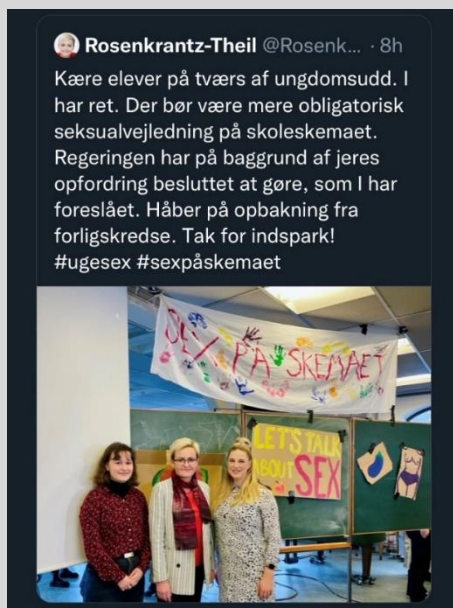 Rosenkrantz-Theil @Rosenk... · 8h
Kære elever på tværs af ungdomsudd. I
har ret. Der bør være mere obligatorisk
seksualvejledning på skoleskemaet.
Regeringen har på baggrund af jeres
opfordring besluttet at gøre, som I har
foreslået. Håber på opbakning fra
forligskredse. Tak for indspark!
#ugesex #sexpåskemaet
SEX PÅ SKEMAET
LET'S TALK
ABOUT SEX